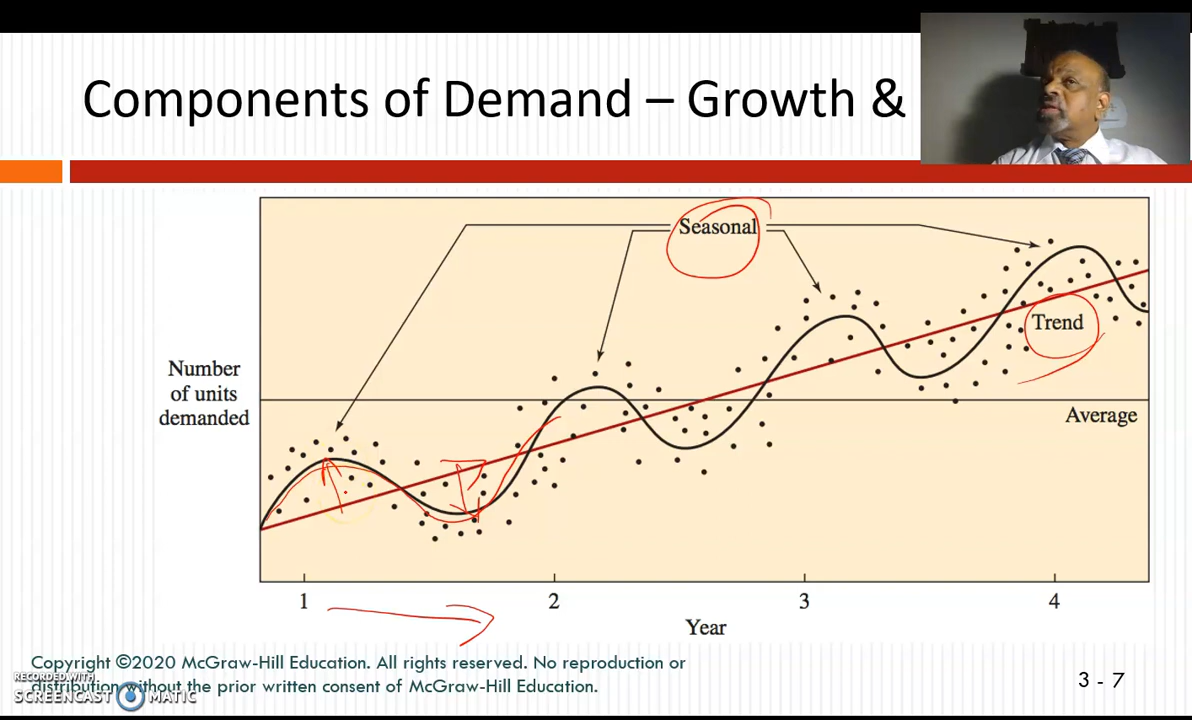 Components of Demand – Growth &
Seasonal
Trend
Number
of units
demanded
Average
1 2 3 4
Year
Copyright ©2020 McGraw-Hill Education. All rights reserved. No reproduction or
distribution without the prior written consent of McGraw-Hill Education.
3 - 7
RECORDED WITH
SCREENCAST MATIC